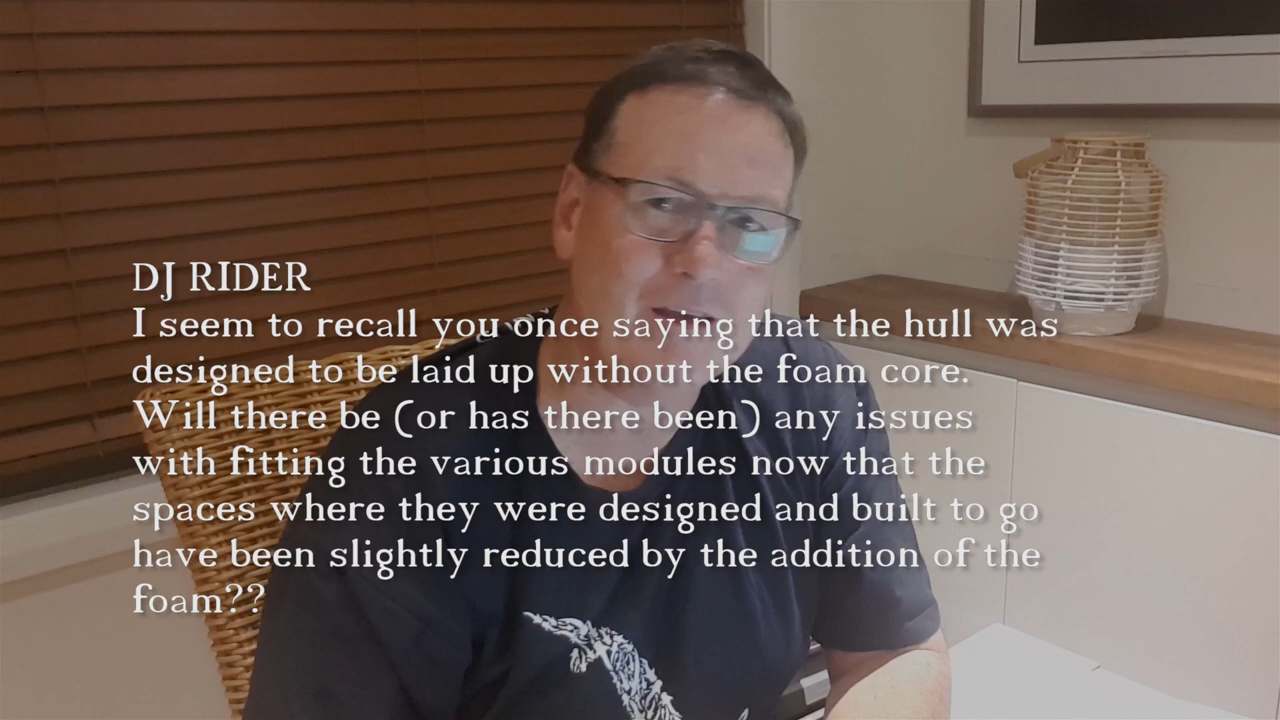 DJ RIDER
I seem to recall you once saying that the hull was
designed to be laid up without the foam core.
Will there be (or has there been) any issues
with fitting the various modules now that the
spaces where they were designed and built to go
have been slightly reduced by the addition of the
foam??